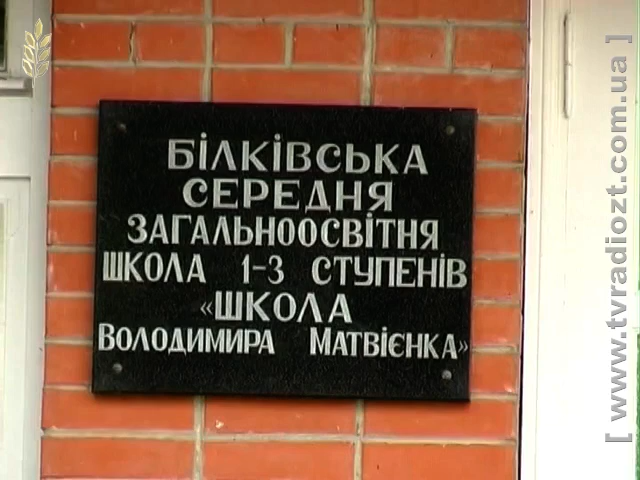 БІЛКІВСЬКА
СЕРЕДНЯ
ЗАГАЛЬНООСВІТНЯ
ШКОЛА 1-3 СТУПЕНІВ
«ШКОЛА
ВОЛОДИМИРА МАТВІЄНКА»
[ www.tvradiozt.com.ua ]